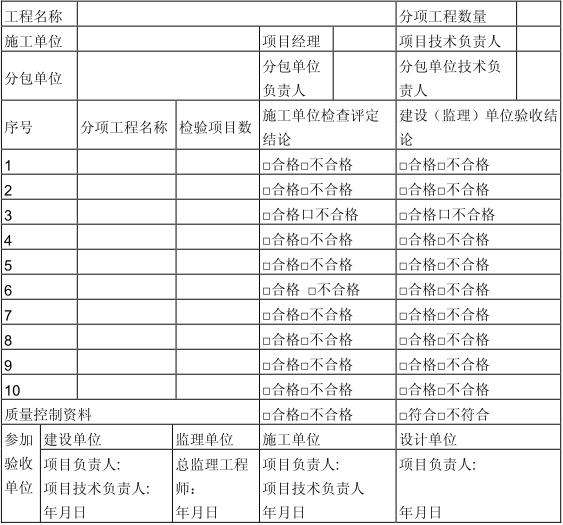 工程名称 分项工程数量
施工单位 项目经理 项目技术负责人
分包单位 分包单位负责人 分包单位技术负责人
序号 分项工程名称 检验项目数 施工单位检查评定结论 建设（监理）单位验收结论
1 □合格□不合格 □合格□不合格
2 □合格□不合格 □合格□不合格
3 □合格口不合格 □合格口不合格
4 □合格□不合格 □合格□不合格
5 □合格□不合格 □合格□不合格
6 □合格 □不合格 □合格□不合格
7 □合格□不合格 □合格□不合格
8 □合格□不合格 □合格□不合格
9 □合格□不合格 □合格□不合格
10 □合格□不合格 □合格□不合格
质量控制资料 □合格□不合格 □符合□不符合
参加验收单位 建设单位 监理单位 施工单位 设计单位
项目负责人: 总监理工程师： 项目负责人: 项目负责人:
项目技术负责人: 项目技术负责人
年月日 年月日 年月日 年月日